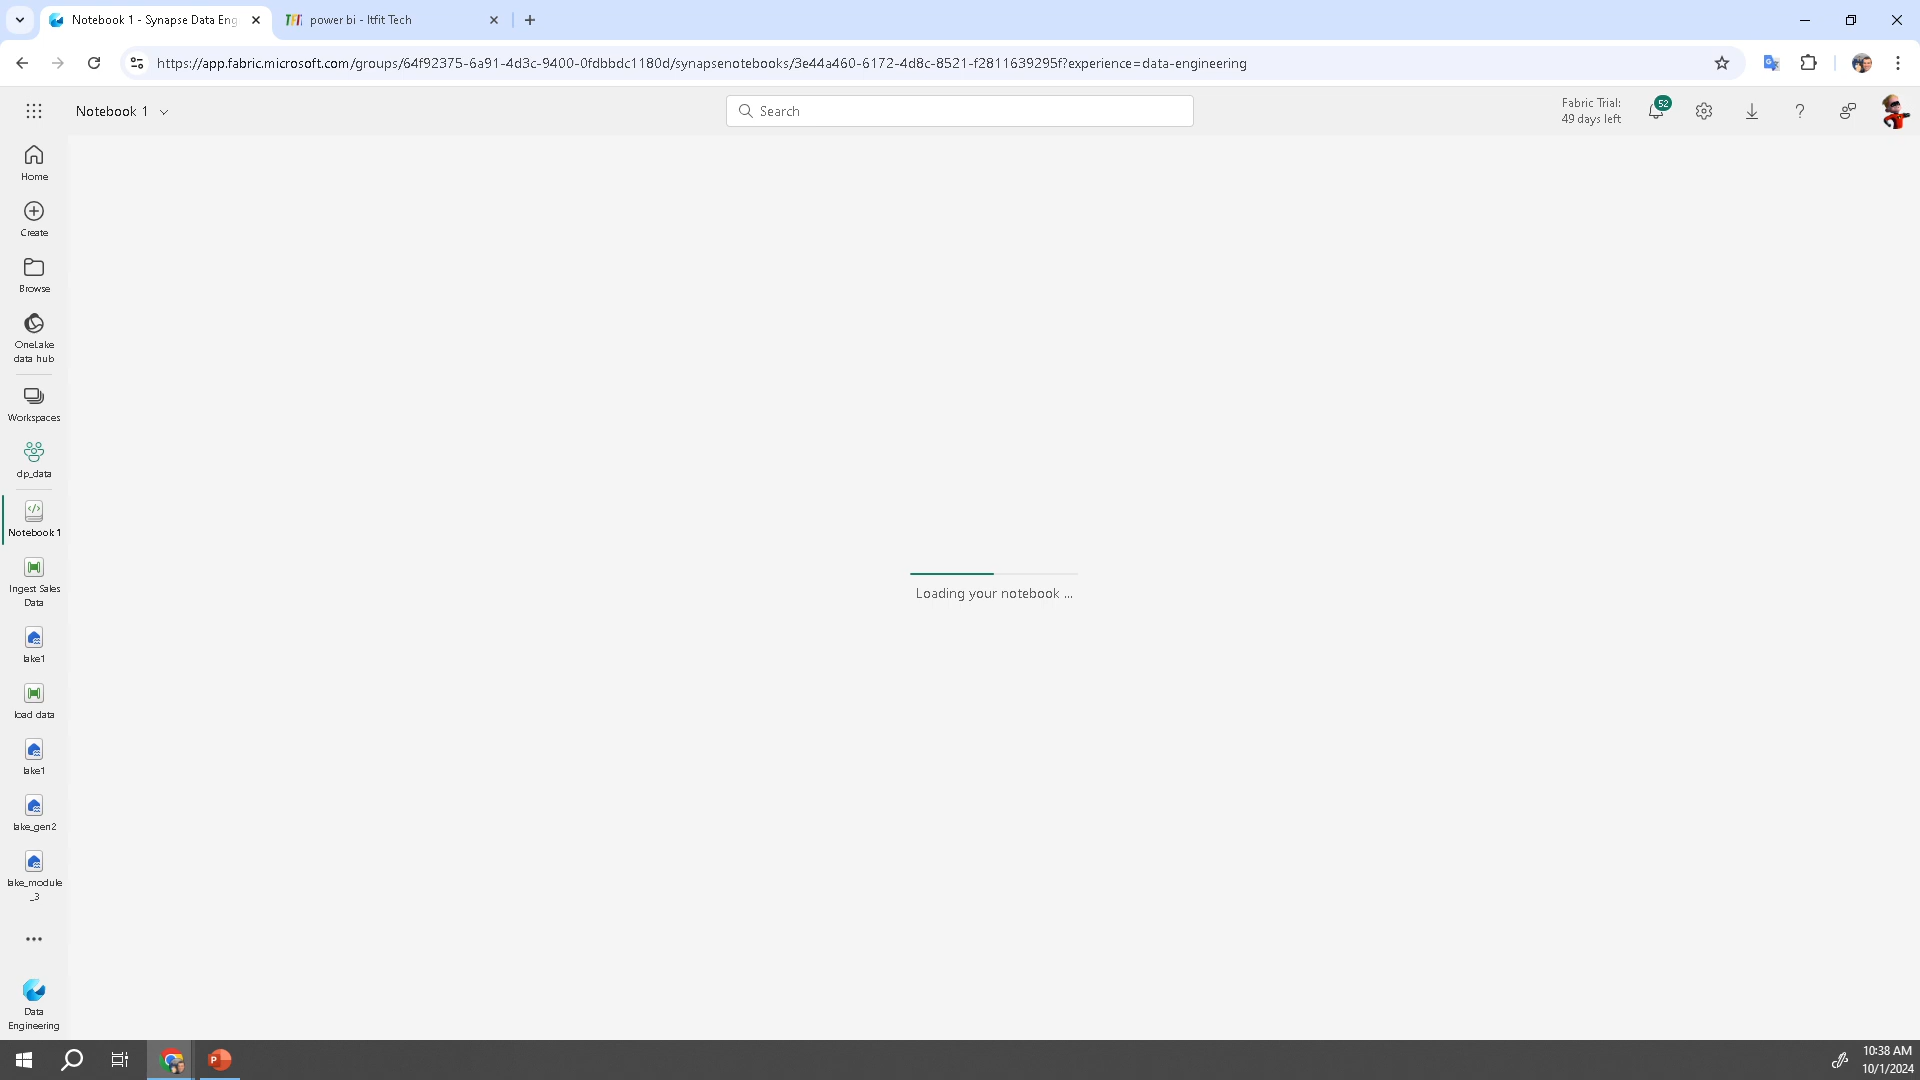 Notebook 1 - Synapse Data Eng
power bi - Itfit Tech
https://app.fabric.microsoft.com/groups/64f92375-6a91-4d3c-9400-0fdbbdc1180d/synapsenotebooks/3e44a460-6172-4d8c-8521-f2811639295f?experience=data-engineering
Notebook 1
Search
Fabric Trial:
49 days left
52
Home
Create
Browse
OneLake
data hub
Workspaces
dp_data
Notebook 1
Ingest Sales
Data
lake1
load data
lake1
lake_gen2
lake_module
_3
Data
Engineering
Loading your notebook ...
10:38 AM
10/1/2024